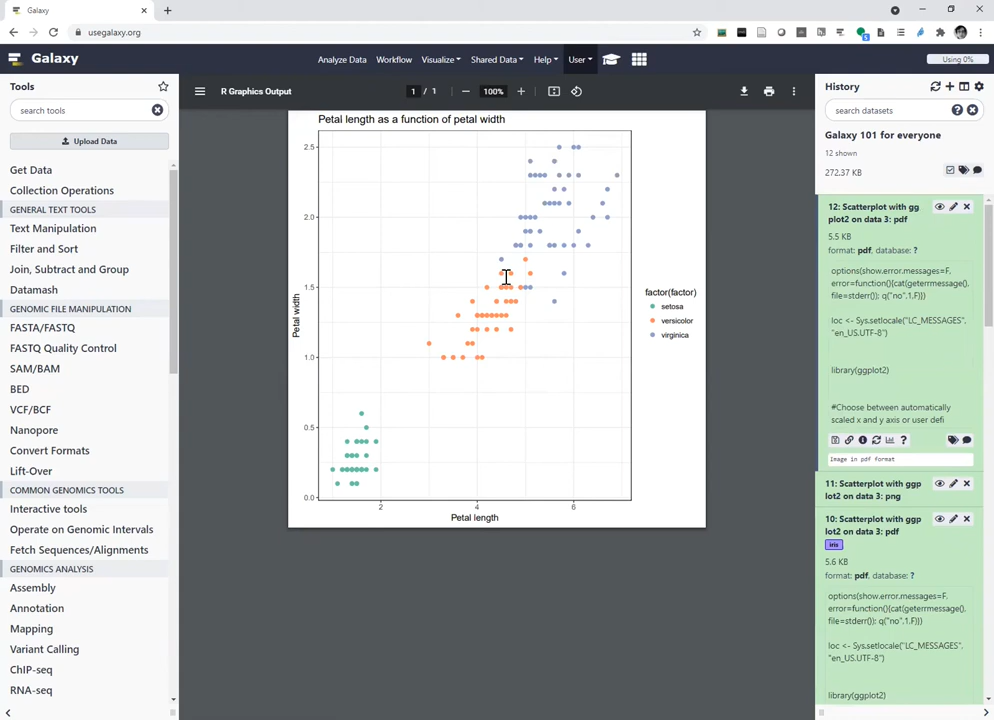 Galaxy
usegalaxy.org
Galaxy
Analyze Data
Workflow
Visualize
Shared Data
Help
User
Using 0%
Tools
search tools
Upload Data
Get Data
Collection Operations
GENERAL TEXT TOOLS
Text Manipulation
Filter and Sort
Join, Subtract and Group
Datamash
GENOMIC FILE MANIPULATION
FASTA/FASTQ
FASTQ Quality Control
SAM/BAM
BED
VCF/BCF
Nanopore
Convert Formats
Lift-Over
COMMON GENOMICS TOOLS
Interactive tools
Operate on Genomic Intervals
Fetch Sequences/Alignments
GENOMICS ANALYSIS
Assembly
Annotation
Mapping
Variant Calling
ChIP-seq
RNA-seq
R Graphics Output
1 / 1
100%
Petal length as a function of petal width
2.5
2.0
1.5
1.0
0.5
0.0
Petal width
2
4
6
Petal length
factor(factor)
setosa
versicolor
virginica
History
search datasets
Galaxy 101 for everyone
12 shown
272.37 KB
12: Scatterplot with gg
plot2 on data 3: pdf
5.5 KB
format: pdf, database: ?
options(show.error.messages=F,
error=function(){cat(geterrmessage(),
file=stderr()); q("no",1,F)})
loc <- Sys.setlocale("LC_MESSAGES",
"en_US.UTF-8")
library(ggplot2)
#Choose between automatically
scaled x and y axis or user defi
Image in pdf format
11: Scatterplot with ggp
lot2 on data 3: png
10: Scatterplot with ggp
lot2 on data 3: pdf
iris
5.6 KB
format: pdf, database: ?
options(show.error.messages=F,
error=function(){cat(geterrmessage(),
file=stderr()); q("no",1,F)})
loc <- Sys.setlocale("LC_MESSAGES",
"en_US.UTF-8")
library(ggplot2)